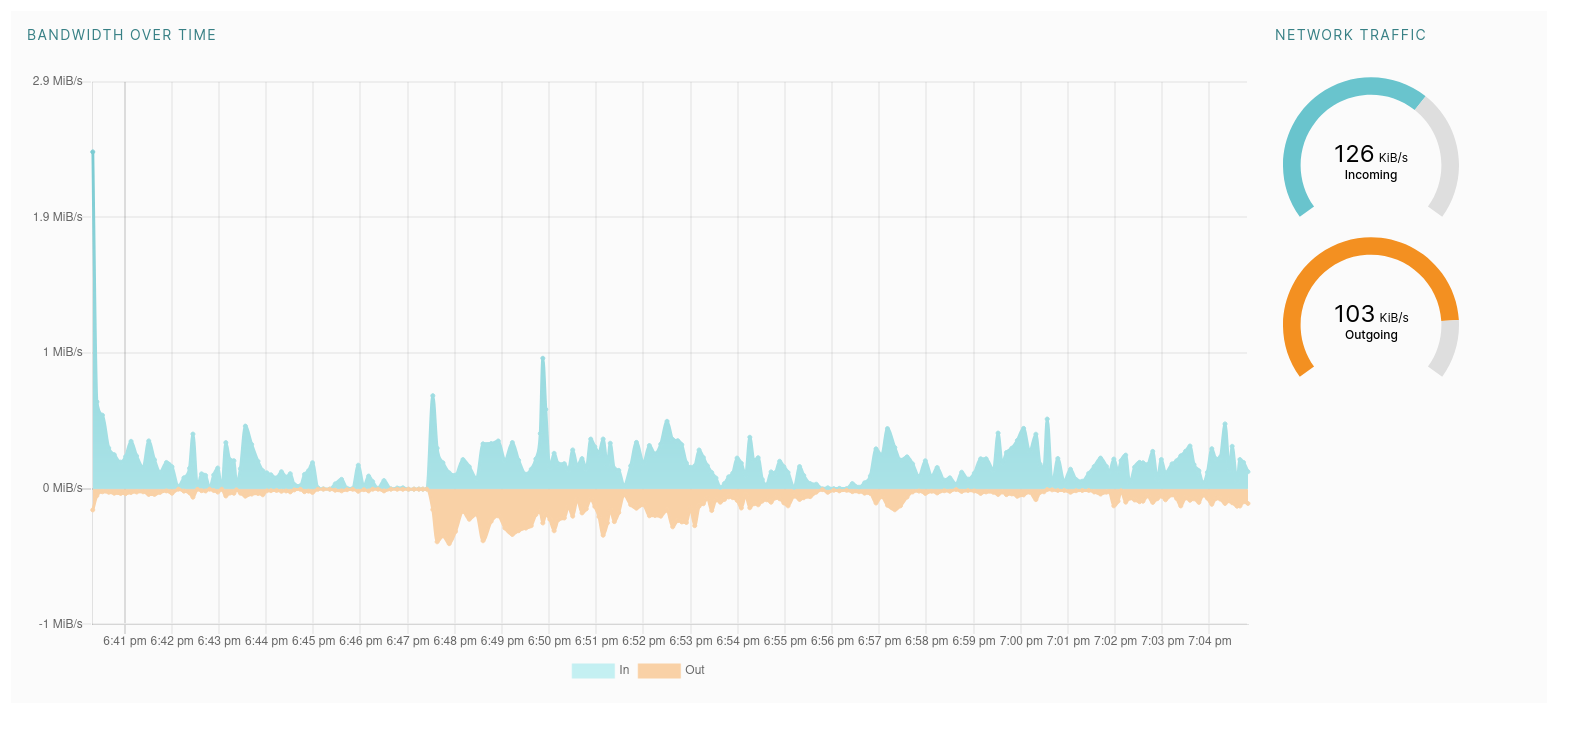 BANDWIDTH OVER TIME
2.9 MiB/s
1.9 MiB/s
1 MiB/s
0 MiB/s
-1 MiB/s
6:41 pm 6:42 pm 6:43 pm 6:44 pm 6:45 pm 6:46 pm 6:47 pm 6:48 pm 6:49 pm 6:50 pm 6:51 pm 6:52 pm 6:53 pm 6:54 pm 6:55 pm 6:56 pm 6:57 pm 6:58 pm 6:59 pm 7:00 pm 7:01 pm 7:02 pm 7:03 pm 7:04 pm
In Out
NETWORK TRAFFIC
126 KiB/s
Incoming
103 KiB/s
Outgoing